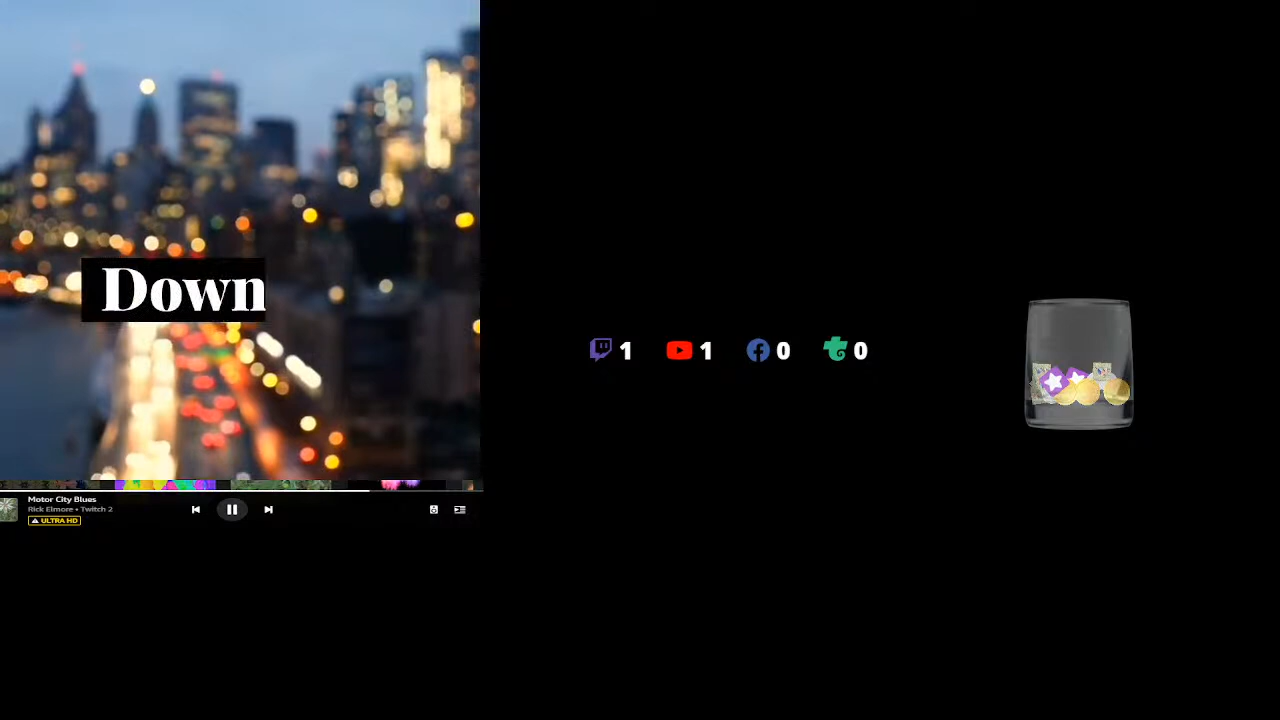 Down
1 1 0 0
Motor City Blues
Rick Elmore • Twitch 2
ULTRA HD